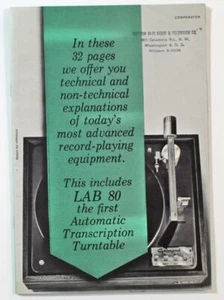 COMPARATOR
In these
32 pages
we offer you
technical and
non-technical
explanations
of today's
most advanced
record-playing
equipment.
This includes
LAB 80
the first
Automatic
Transcription
Turntable